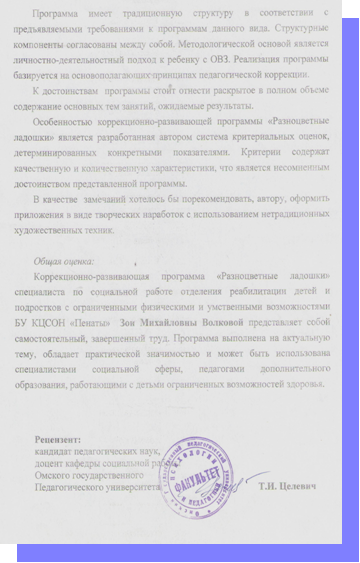 Программа имеет традиционную структуру в соответствии с
предъявляемыми требованиями к программам данного вида. Структурные
компоненты согласованы между собой. Методологической основой является
личностно-деятельностный подход к ребенку с ОВЗ. Реализация программы
базируется на основополагающих принципах педагогической коррекции.
К достоинствам программы стоит отнести раскрытое в полном объеме
содержание основных тем занятий, ожидаемые результаты.
Особенностью коррекционно-развивающей программы «Разноцветные
ладошки» является разработанная автором система критериальных оценок,
детерминированных конкретными показателями. Критерии содержат
качественную и количественную характеристики, что является несомненным
достоинством представленной программы.
В качестве замечаний хотелось бы порекомендовать, автору, оформить
приложения в виде творческих наработок с использованием нетрадиционных
художественных техник.
Общая оценка:
Коррекционно-развивающая программа «Разноцветные ладошки»
специалиста по социальной работе отделения реабилитации детей и
подростков с ограниченными физическими и умственными возможностями
БУ КЦСОН «Пенаты» Зои Михайловны Волковой представляет собой
самостоятельный, завершенный труд. Программа выполнена на актуальную
тему, обладает практической значимостью и может быть использована
специалистами социальной сферы, педагогами дополнительного
образования, работающими с детьми ограниченных возможностей здоровья.
Рецензент:
кандидат педагогических наук,
доцент кафедры социальной
Омского государственного
Педагогического университета Т.И. Целевич
ФАКУЛЬТЕТ
ПСИХОЛОГИИ
И ПЕДАГОГИКИ